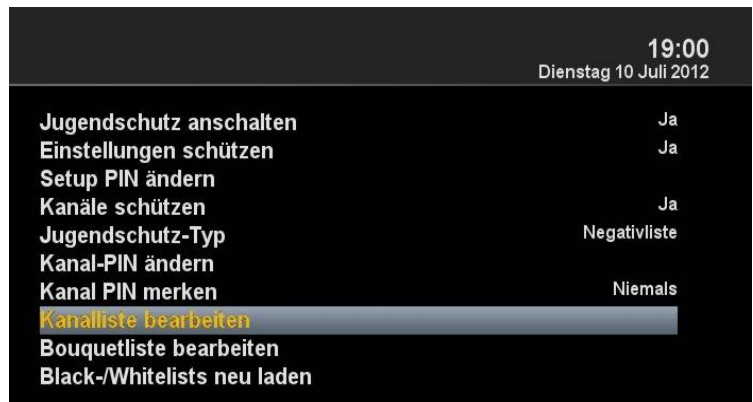 19:00
Dienstag 10 Juli 2012
Jugendschutz anschalten Ja
Einstellungen schützen Ja
Setup PIN ändern
Kanäle schützen Ja
Jugendschutz-Typ Negativliste
Kanal-PIN ändern
Kanal PIN merken Niemals
Kanalliste bearbeiten
Bouquetliste bearbeiten
Black-/Whitelists neu laden